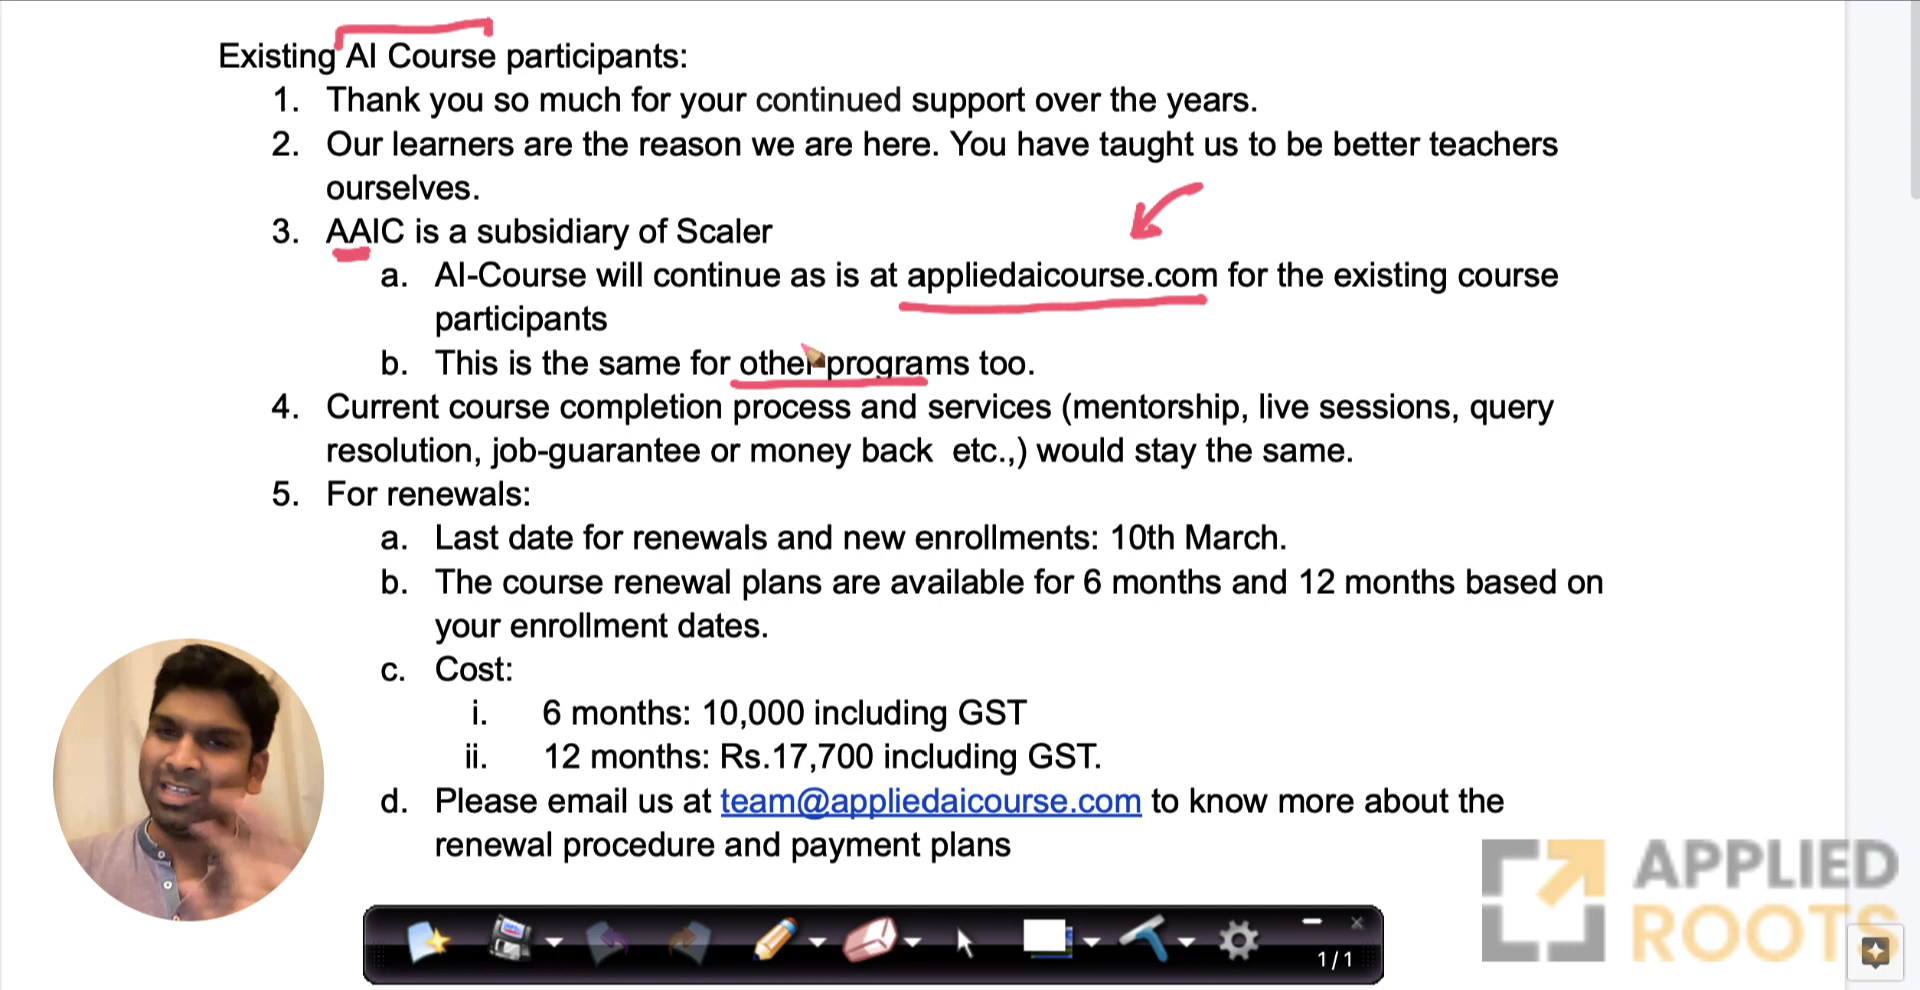 Existing AI Course participants:
1. Thank you so much for your continued support over the years.
2. Our learners are the reason we are here. You have taught us to be better teachers
ourselves.
3. AAIC is a subsidiary of Scaler
a. AI-Course will continue as is at appliedaicourse.com for the existing course
participants
b. This is the same for other programs too.
4. Current course completion process and services (mentorship, live sessions, query
resolution, job-guarantee or money back  etc.,) would stay the same.
5. For renewals:
a. Last date for renewals and new enrollments: 10th March.
b. The course renewal plans are available for 6 months and 12 months based on
your enrollment dates.
c. Cost:
i. 6 months: 10,000 including GST
ii. 12 months: Rs.17,700 including GST.
d. Please email us at team@appliedaicourse.com to know more about the
renewal procedure and payment plans
APPLIED
ROOTS
1/1